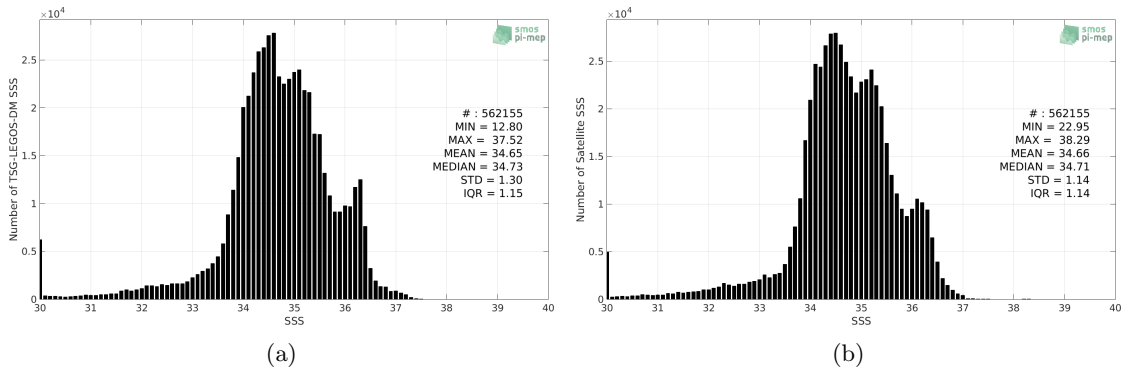 ×10⁴
smos
pi-mep
Number of TSG-LEGOS-DM SSS
2.5
2
1.5
1
0.5
0
# : 562155
MIN = 12.80
MAX = 37.52
MEAN = 34.65
MEDIAN = 34.73
STD = 1.30
IQR = 1.15
30 31 32 33 34 35 36 37 38 39 40
SSS
(a)
×10⁴
smos
pi-mep
Number of Satellite SSS
2.5
2
1.5
1
0.5
0
# : 562155
MIN = 22.95
MAX = 38.29
MEAN = 34.66
MEDIAN = 34.71
STD = 1.14
IQR = 1.14
30 31 32 33 34 35 36 37 38 39 40
SSS
(b)